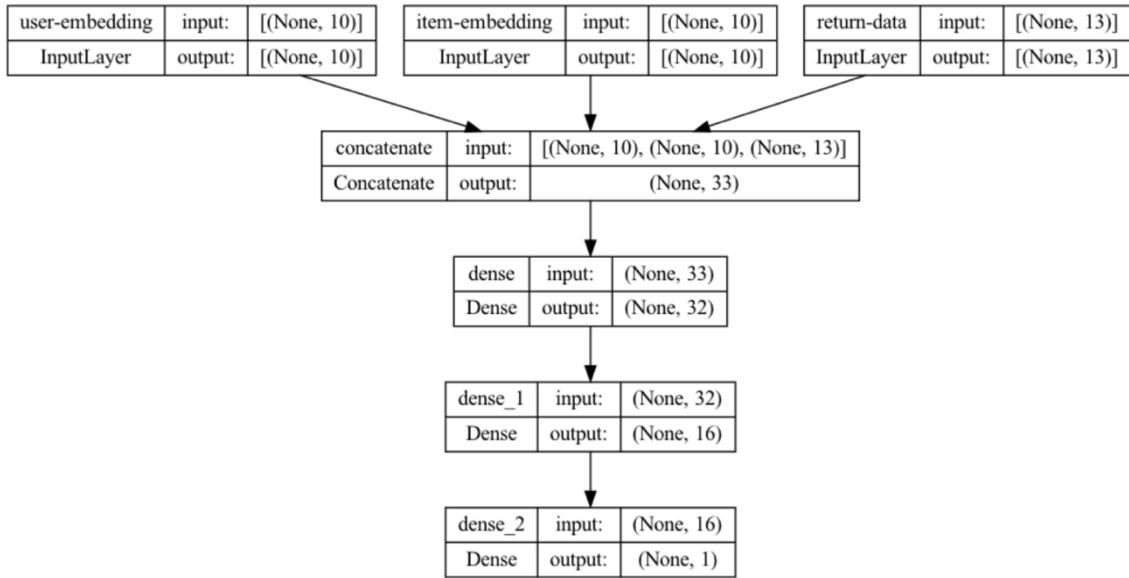 user-embedding input: [(None, 10)]
InputLayer output: [(None, 10)]
item-embedding input: [(None, 10)]
InputLayer output: [(None, 10)]
return-data input: [(None, 13)]
InputLayer output: [(None, 13)]
concatenate input: [(None, 10), (None, 10), (None, 13)]
Concatenate output: (None, 33)
dense input: (None, 33)
Dense output: (None, 32)
dense_1 input: (None, 32)
Dense output: (None, 16)
dense_2 input: (None, 16)
Dense output: (None, 1)